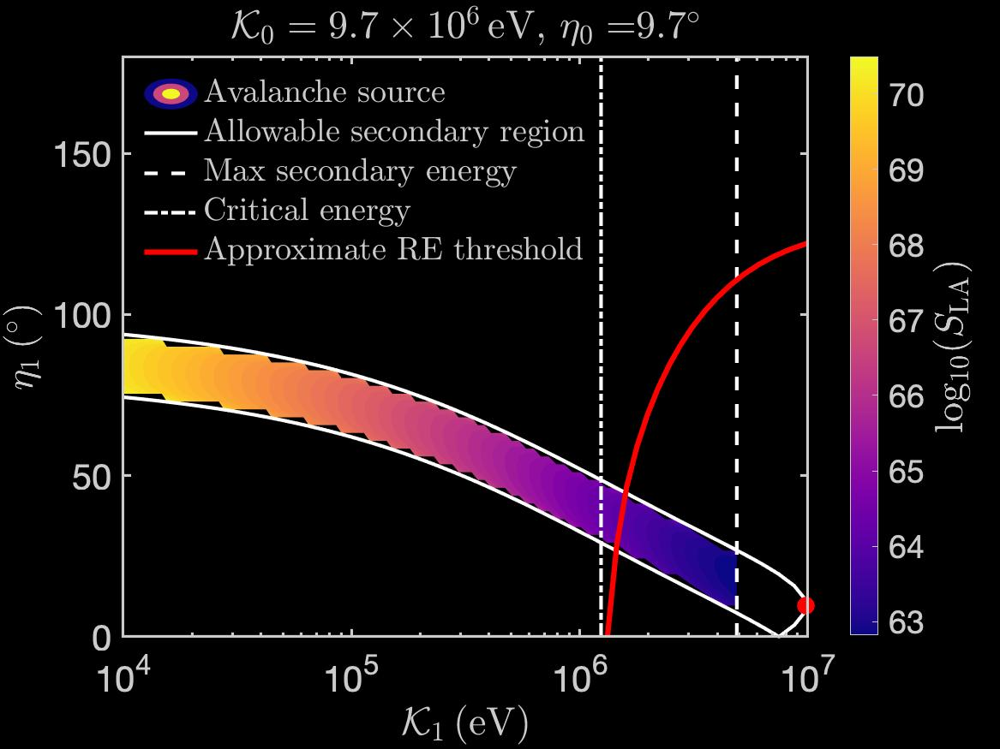 𝒦₀ = 9.7 × 10⁶ eV, η₀ =9.7°
Avalanche source
Allowable secondary region
Max secondary energy
Critical energy
Approximate RE threshold
150
100
50
0
η₁ (°)
10⁴ 10⁵ 10⁶ 10⁷
𝒦₁ (eV)
70
69
68
67
66
65
64
63
log₁₀(S_LA)